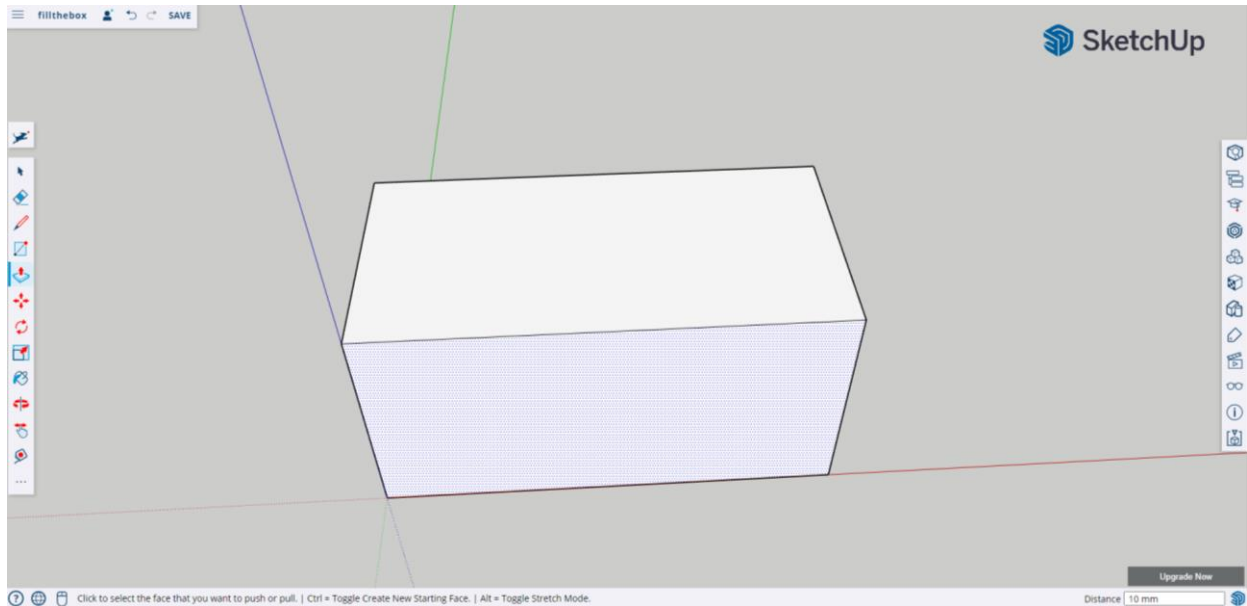 fillthebox SAVE
SketchUp
Upgrade Now
Click to select the face that you want to push or pull. | Ctrl = Toggle Create New Starting Face. | Alt = Toggle Stretch Mode.
Distance 10 mm